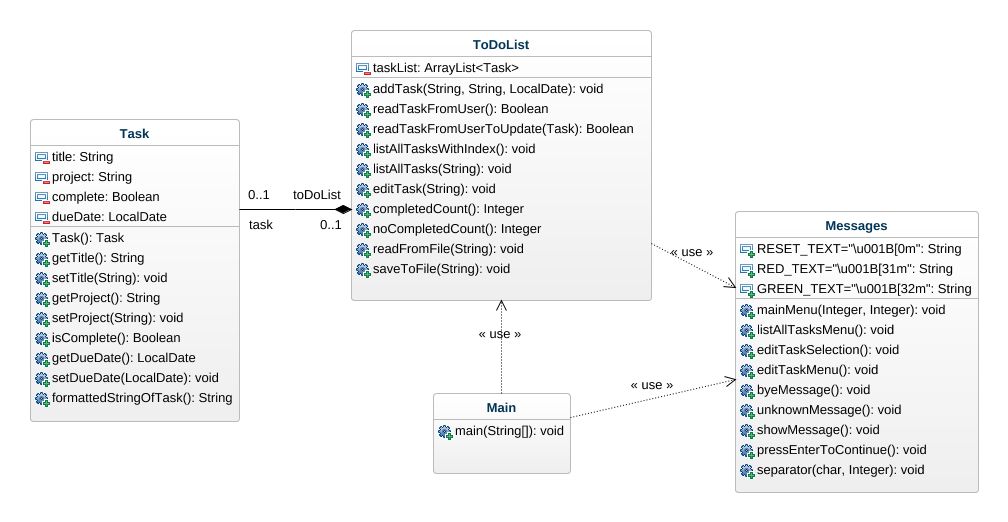 ToDoList
taskList: ArrayList<Task>
addTask(String, String, LocalDate): void
readTaskFromUser(): Boolean
readTaskFromUserToUpdate(Task): Boolean
listAllTasksWithIndex(): void
listAllTasks(String): void
editTask(String): void
completedCount(): Integer
noCompletedCount(): Integer
readFromFile(String): void
saveToFile(String): void
Task
title: String
project: String
complete: Boolean
dueDate: LocalDate
Task(): Task
getTitle(): String
setTitle(String): void
getProject(): String
setProject(String): void
isComplete(): Boolean
getDueDate(): LocalDate
setDueDate(LocalDate): void
formattedStringOfTask(): String
0..1 toDoList
task 0..1
« use »
« use »
« use »
Main
main(String[]): void
Messages
RESET_TEXT="\u001B[0m": String
RED_TEXT="\u001B[31m": String
GREEN_TEXT="\u001B[32m": String
mainMenu(Integer, Integer): void
listAllTasksMenu(): void
editTaskSelection(): void
editTaskMenu(): void
byeMessage(): void
unknownMessage(): void
showMessage(): void
pressEnterToContinue(): void
separator(char, Integer): void